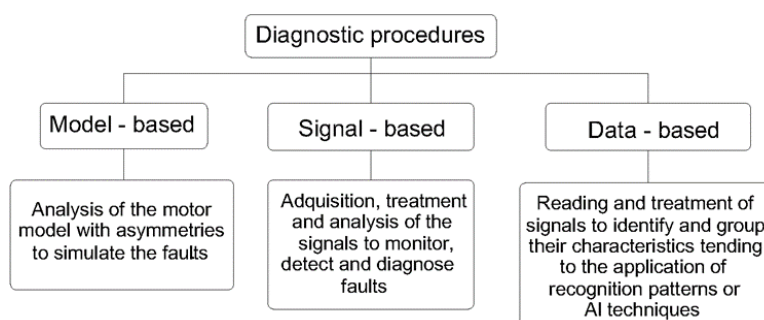 Diagnostic procedures
Model - based
Signal - based
Data - based
Analysis of the motor
model with asymmetries
to simulate the faults
Adquisition, treatment
and analysis of the
signals to monitor,
detect and diagnose
faults
Reading and treatment of
signals to identify and group
their characteristics tending
to the application of
recognition patterns or
AI techniques